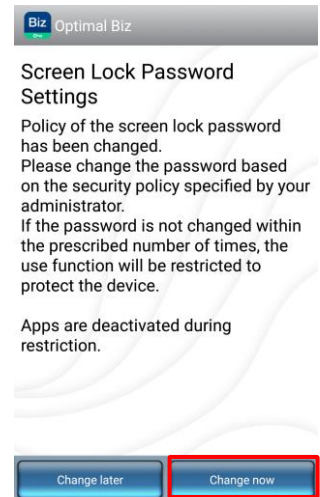 Biz Optimal Biz
Screen Lock Password
Settings
Policy of the screen lock password
has been changed.
Please change the password based
on the security policy specified by your
administrator.
If the password is not changed within
the prescribed number of times, the
use function will be restricted to
protect the device.
Apps are deactivated during
restriction.
Change later
Change now